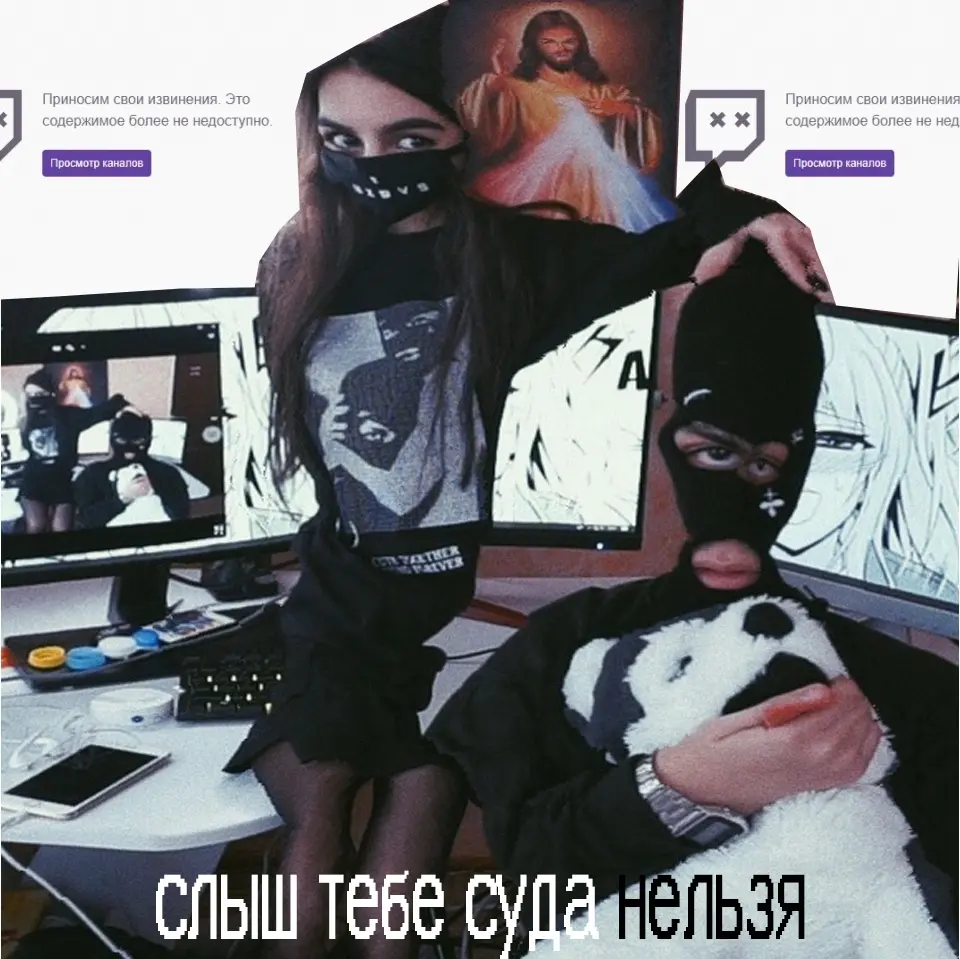 Приносим свои извинения. Это
содержимое более не недоступно.
Просмотр каналов
Приносим свои извинения
содержимое более не нед
Просмотр каналов
слыш тебе суда нельзя